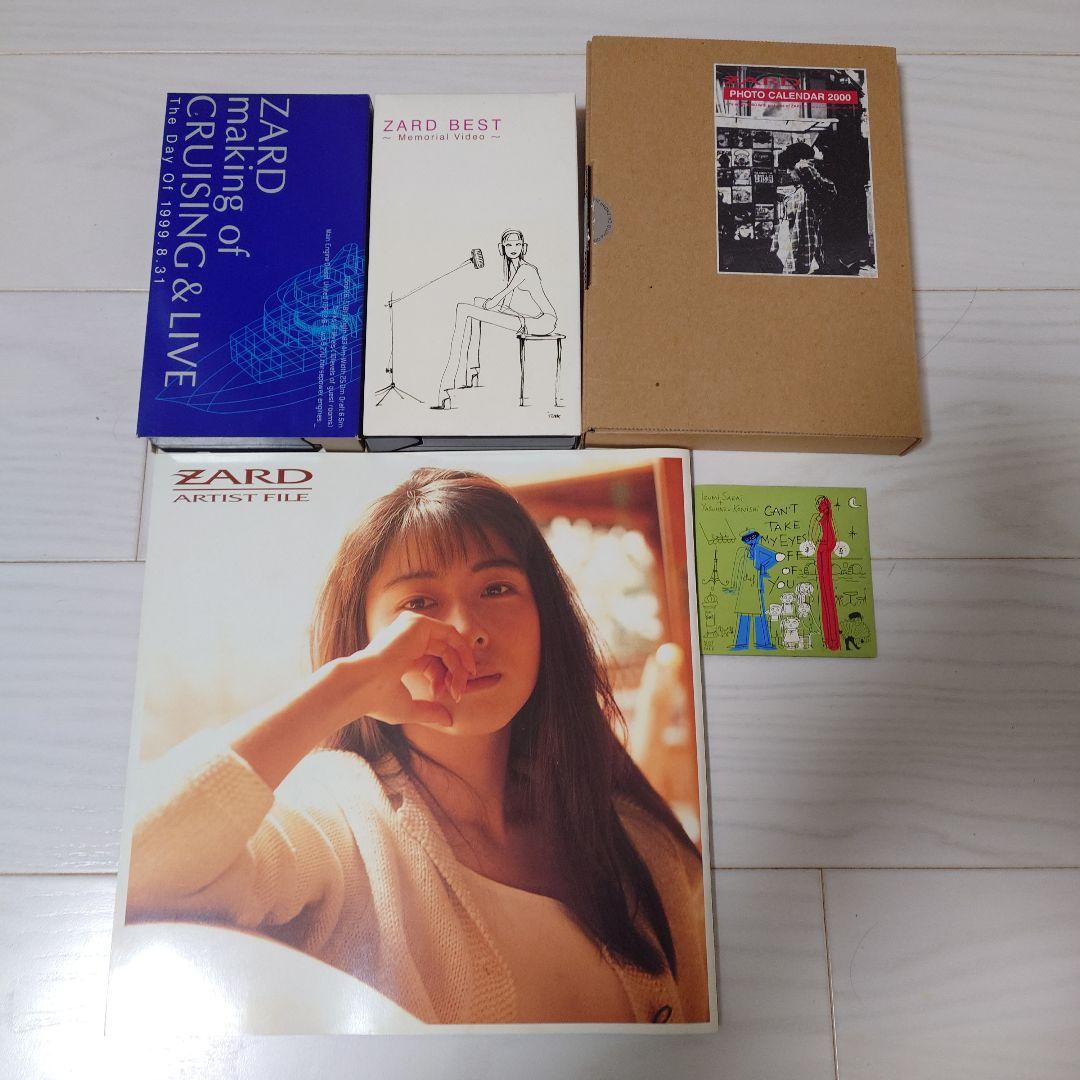 ZARD
making of
CRUISING & LIVE
The Day Of 1999.8.31
ZARD BEST
~ Memorial Video ~
ZARD
PHOTO CALENDAR 2000
ZARD
ARTIST FILE
IZUMI SAKAI
+
YASUHARU KONISHI
CAN'T
TAKE
MY EYES
OFF
OF
YOU